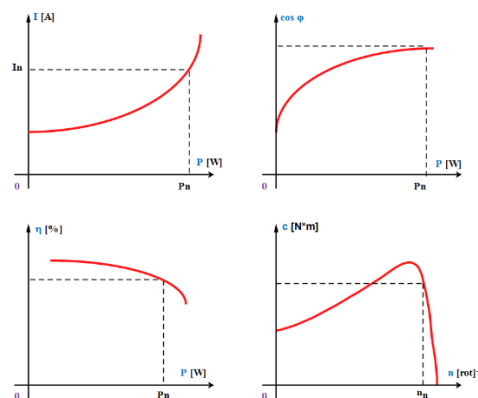 I [A]
In
P [W]
0
Pn
cos φ
P [W]
0
Pn
η [%]
P [W]
0
Pn
c [N*m]
n [rot]-
0
nn